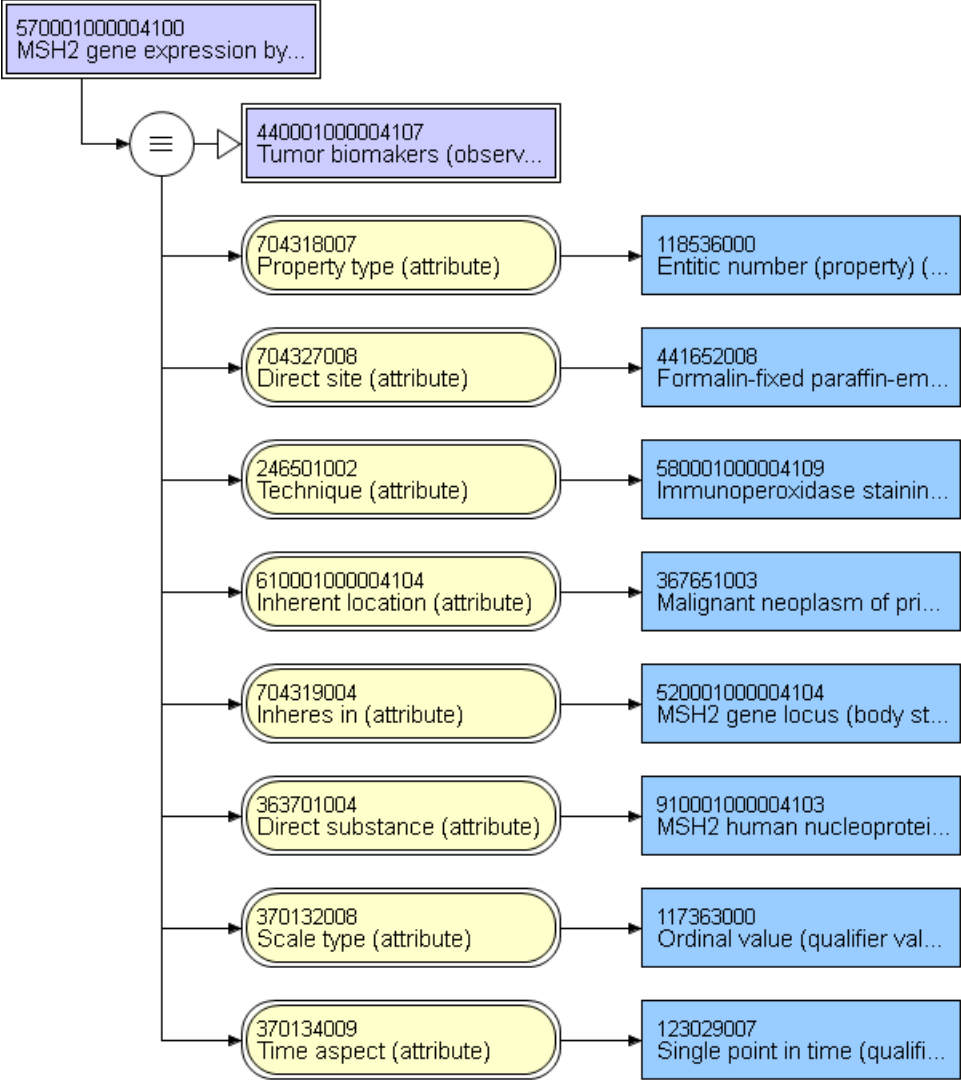 570001000004100
MSH2 gene expression by...
440001000004107
Tumor biomakers (observ...
704318007
Property type (attribute)
118536000
Entitic number (property) (...
704327008
Direct site (attribute)
441652008
Formalin-fixed paraffin-em...
246501002
Technique (attribute)
580001000004109
Immunoperoxidase stainin...
610001000004104
Inherent location (attribute)
367651003
Malignant neoplasm of pri...
704319004
Inheres in (attribute)
520001000004104
MSH2 gene locus (body st...
363701004
Direct substance (attribute)
910001000004103
MSH2 human nucleoprotei...
370132008
Scale type (attribute)
117363000
Ordinal value (qualifier val...
370134009
Time aspect (attribute)
123029007
Single point in time (qualifi...